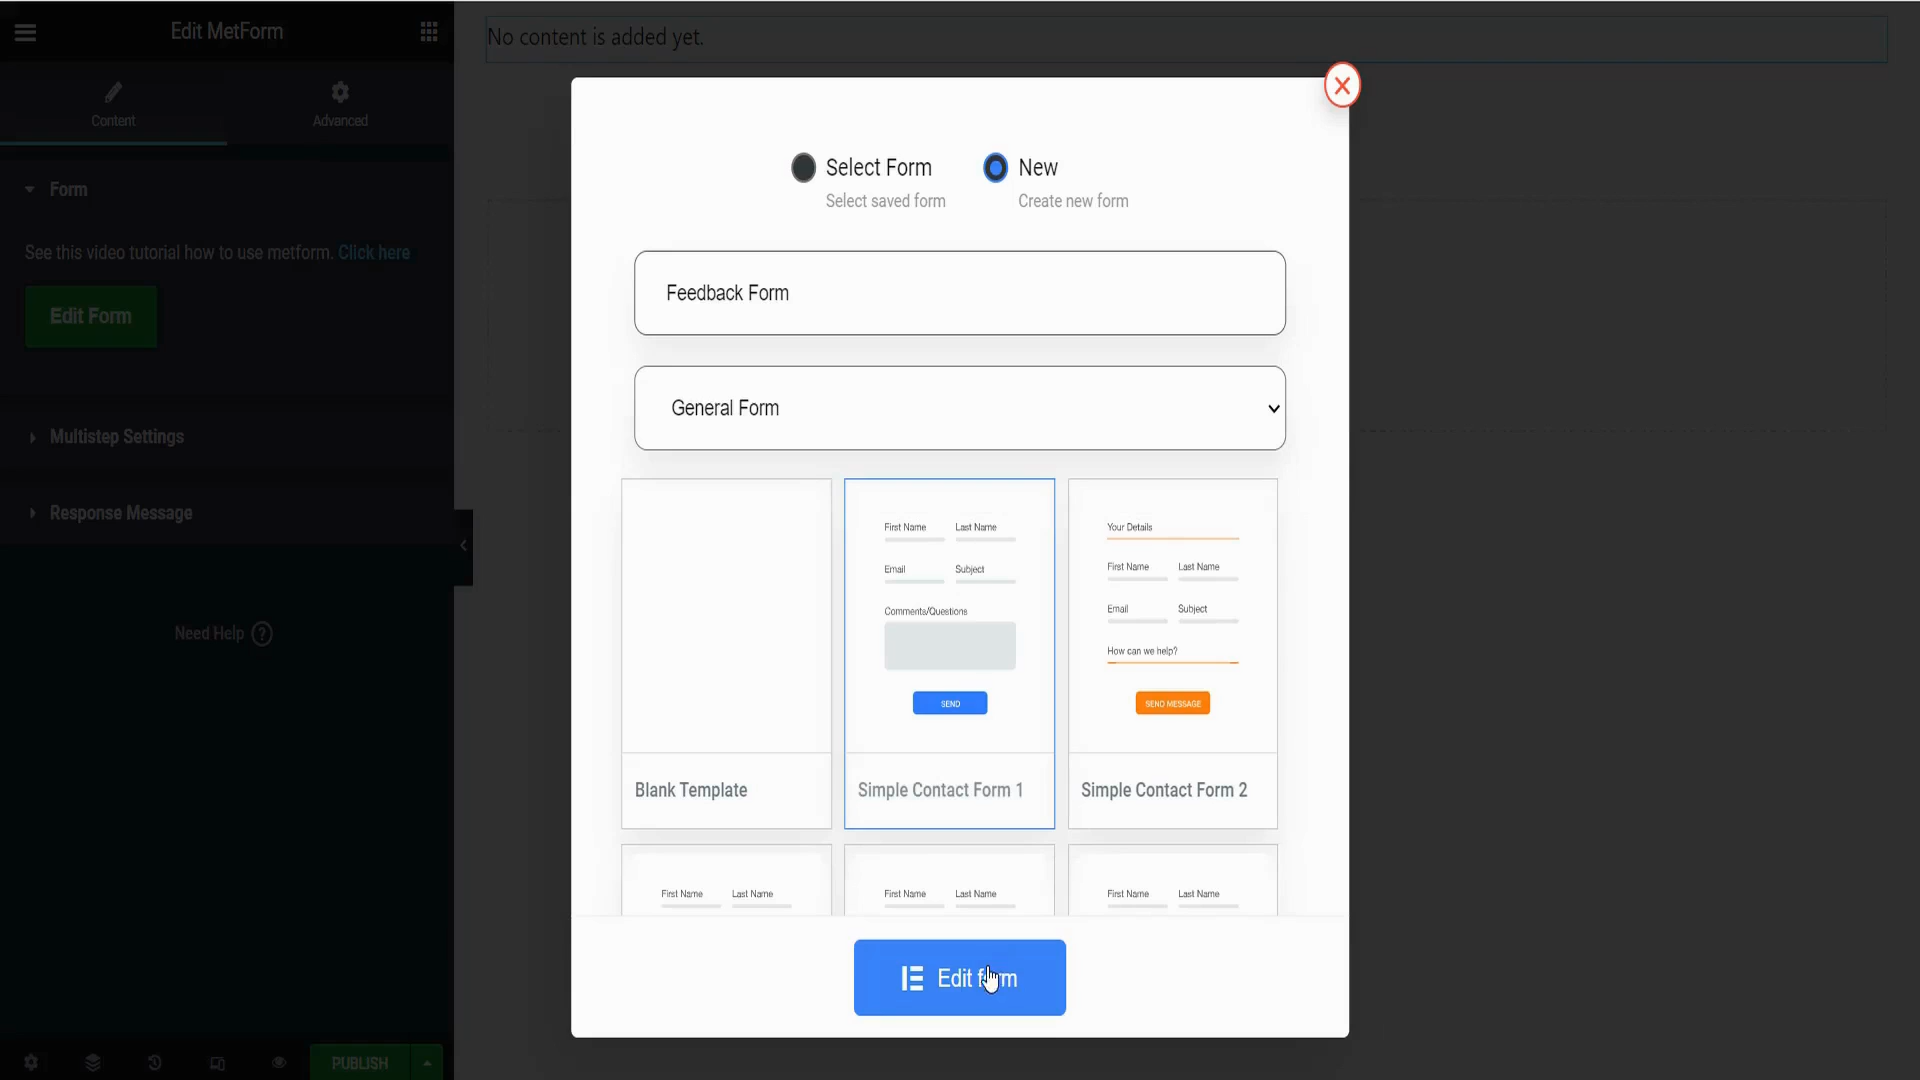 Edit MetForm
Content
Advanced
Form
See this video tutorial how to use metform. Click here
Edit Form
Multistep Settings
Response Message
Need Help ?
PUBLISH
No content is added yet.
Select Form
Select saved form
New
Create new form
Feedback Form
General Form
Blank Template
First Name Last Name
Email Subject
Comments/Questions
SEND
Simple Contact Form 1
Your Details
First Name Last Name
Email Subject
How can we help?
SEND MESSAGE
Simple Contact Form 2
First Name Last Name
First Name Last Name
First Name Last Name
Edit form